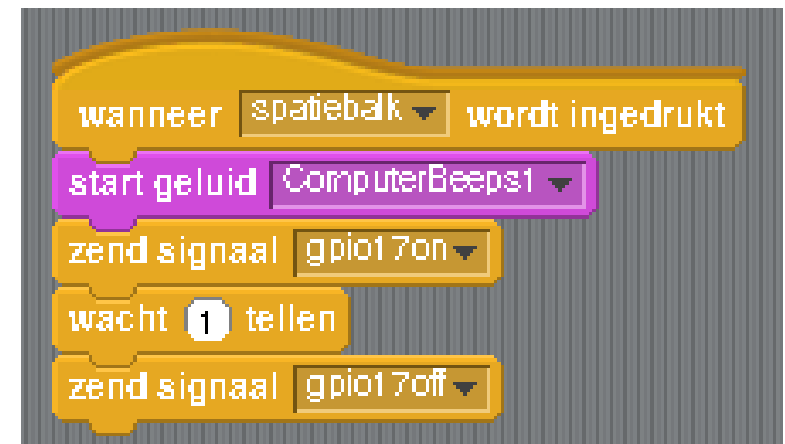 wanneer spatiebalk wordt ingedrukt
start geluid ComputerBeeps1
zend signaal gpio17on
wacht 1 tellen
zend signaal gpio17off